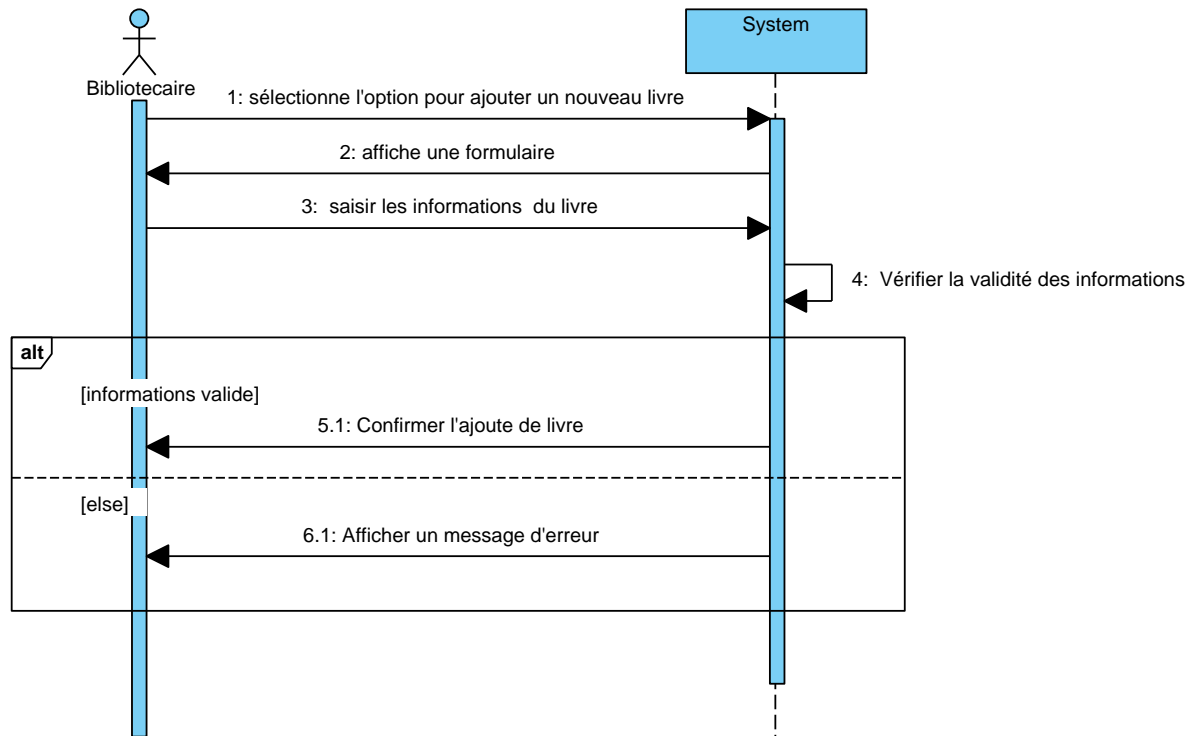 System
Bibliotecaire
1: sélectionne l'option pour ajouter un nouveau livre
2: affiche une formulaire
3: saisir les informations du livre
4: Vérifier la validité des informations
alt
[informations valide]
5.1: Confirmer l'ajoute de livre
[else]
6.1: Afficher un message d'erreur